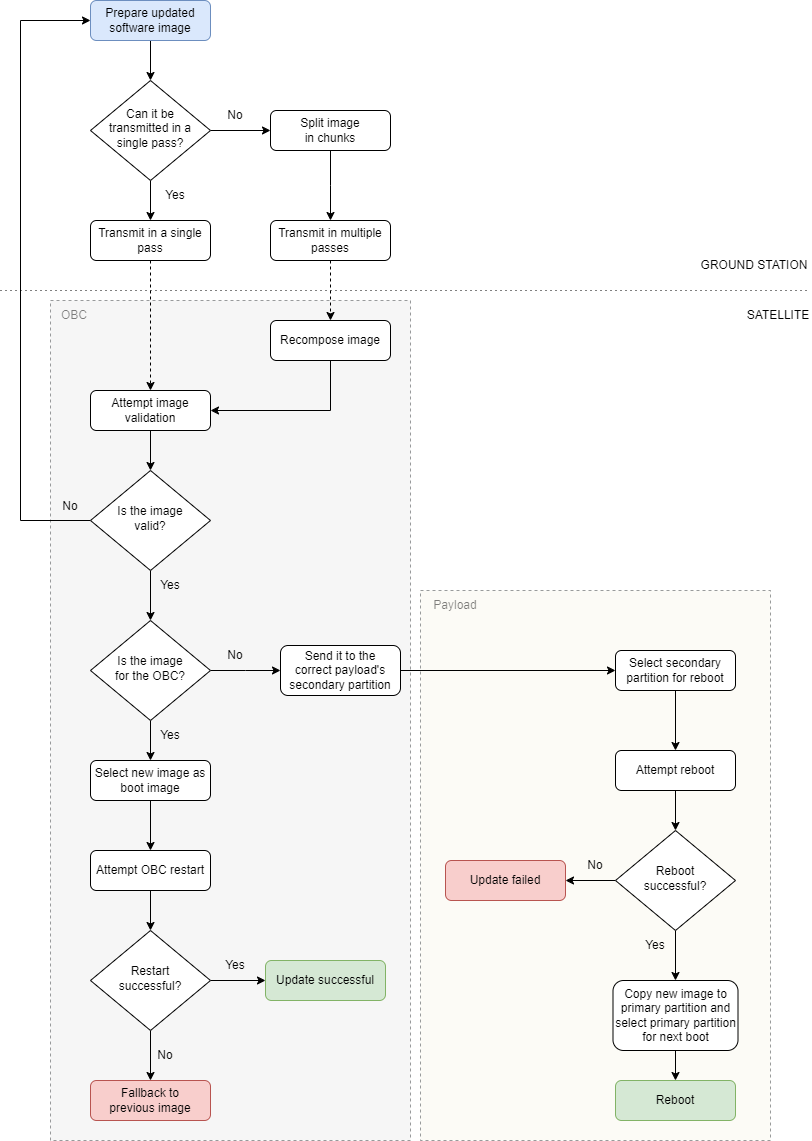 Prepare updated
software image
Can it be
transmitted in a
single pass?
No
Split image
in chunks
Yes
Transmit in a single
pass
Transmit in multiple
passes
GROUND STATION
SATELLITE
OBC
Recompose image
Attempt image
validation
No
Is the image
valid?
Yes
Payload
Is the image
for the OBC?
No
Send it to the
correct payload's
secondary partition
Select secondary
partition for reboot
Yes
Select new image as
boot image
Attempt reboot
Attempt OBC restart
Reboot
successful?
No
Update failed
Yes
Restart
successful?
Yes
Update successful
Copy new image to
primary partition and
select primary partition
for next boot
No
Fallback to
previous image
Reboot